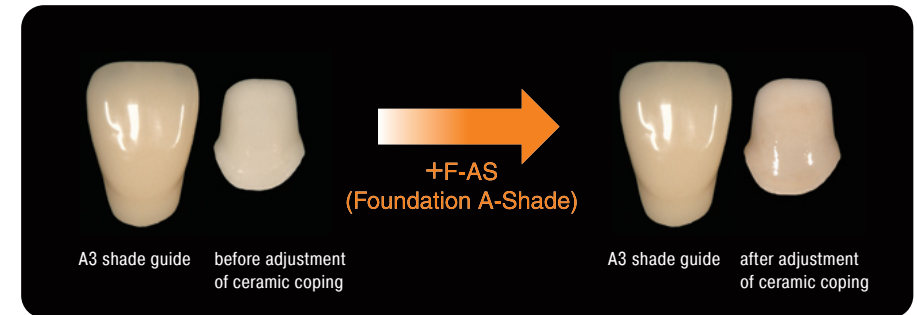 +F-AS
(Foundation A-Shade)
A3 shade guide
before adjustment
of ceramic coping
A3 shade guide
after adjustment
of ceramic coping